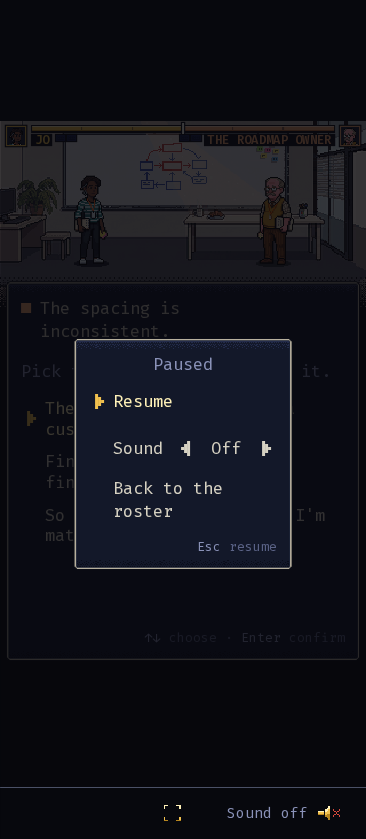 JO
THE ROADMAP OWNER
The spacing is
inconsistent.
Pick
it.
Paused
Resume
Sound Off
Back to the
roster
Esc resume
The
cus
Fin
fin
So
I'm
mat
↑↓ choose · Enter confirm
Sound off